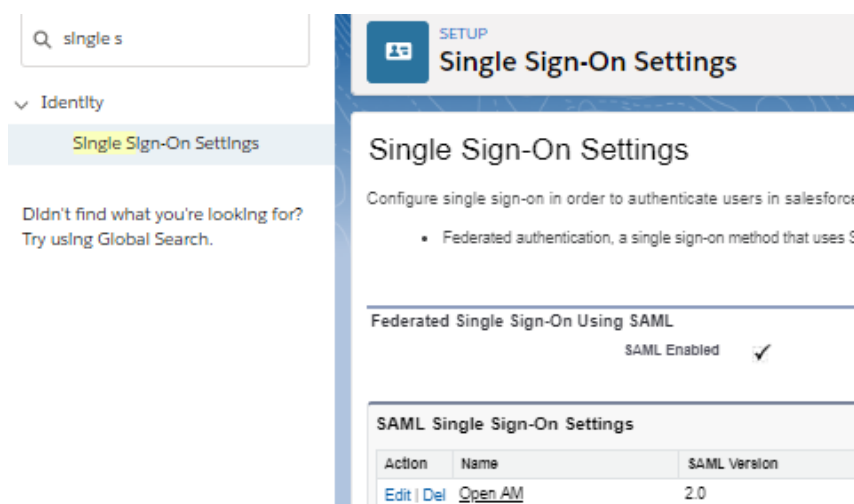 single s
Identity
Single Sign-On Settings
Didn't find what you're looking for?
Try using Global Search.
SETUP
Single Sign-On Settings
Single Sign-On Settings
Configure single sign-on in order to authenticate users in salesforce
• Federated authentication, a single sign-on method that uses S
Federated Single Sign-On Using SAML
SAML Enabled ✓
SAML Single Sign-On Settings
Action Name SAML Version
Edit | Del Open AM 2.0